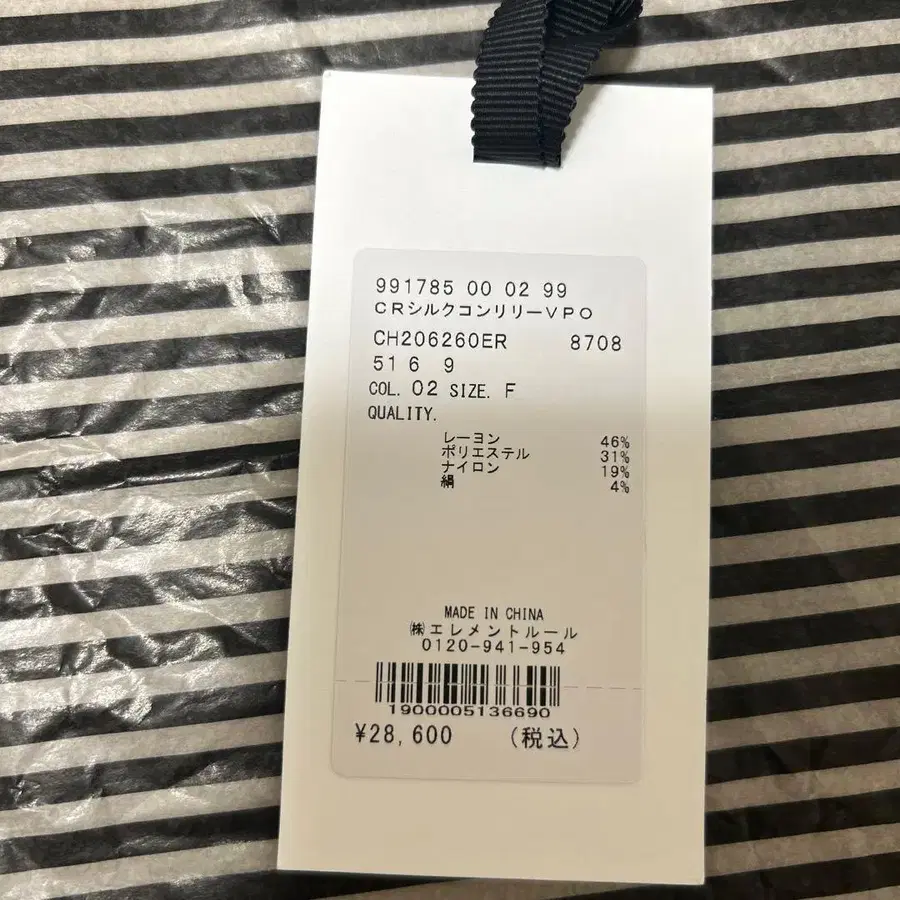 991785 00 02 99
CRシルクコンリリーVPO
CH206260ER 8708
51 6 9
COL. 02 SIZE. F
QUALITY.
レーヨン 46%
ポリエステル 31%
ナイロン 19%
絹 4%
MADE IN CHINA
㈱エレメントルール
0120-941-954
1900005136690
¥28,600 (税込)